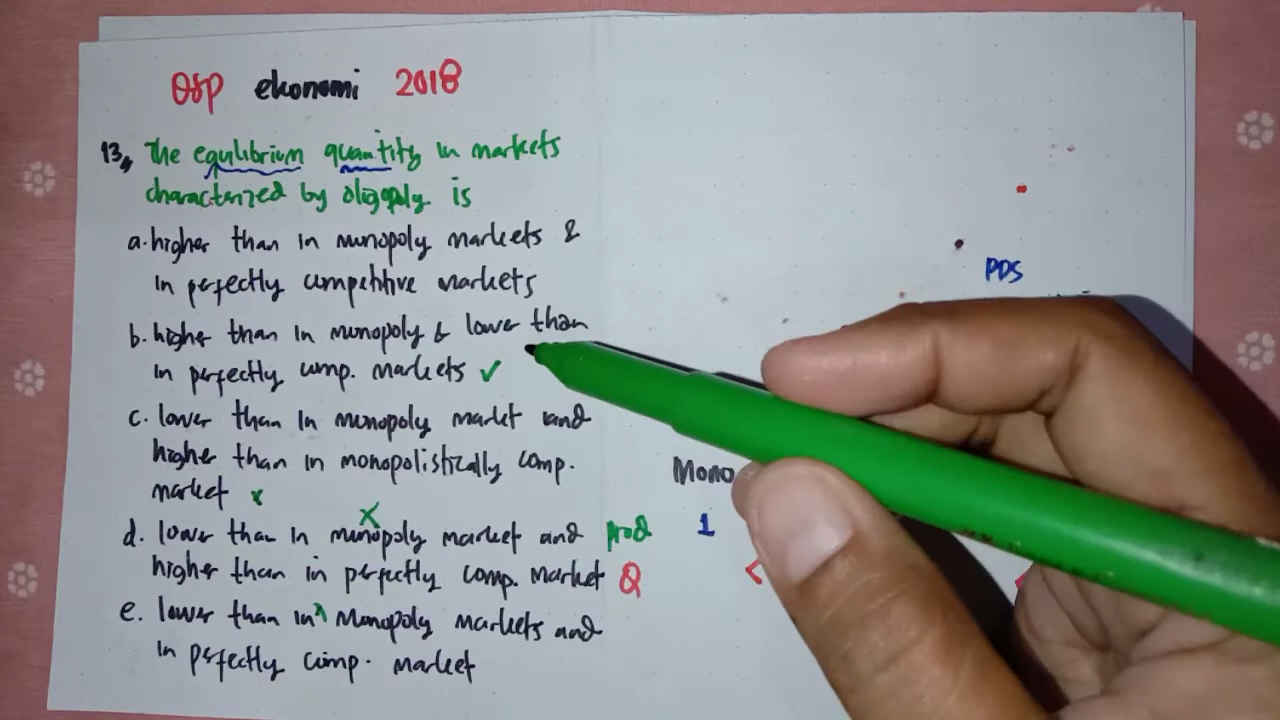 OSP ekonomi 2018
13, The equilibrium quantity in markets
characterized by oligopoly is
a. higher than in monopoly markets &
in perfectly competitive markets
PDS
b. higher than in monopoly & lower than
in perfectly comp. markets ✓
c. lower than in monopoly market and
higher than in monopolistically comp.
market x
Mono
d. lower than in monopoly market and
X
prod 1
higher than in perfectly comp. market
Q <
e. lower than in monopoly markets and
in perfectly comp. market